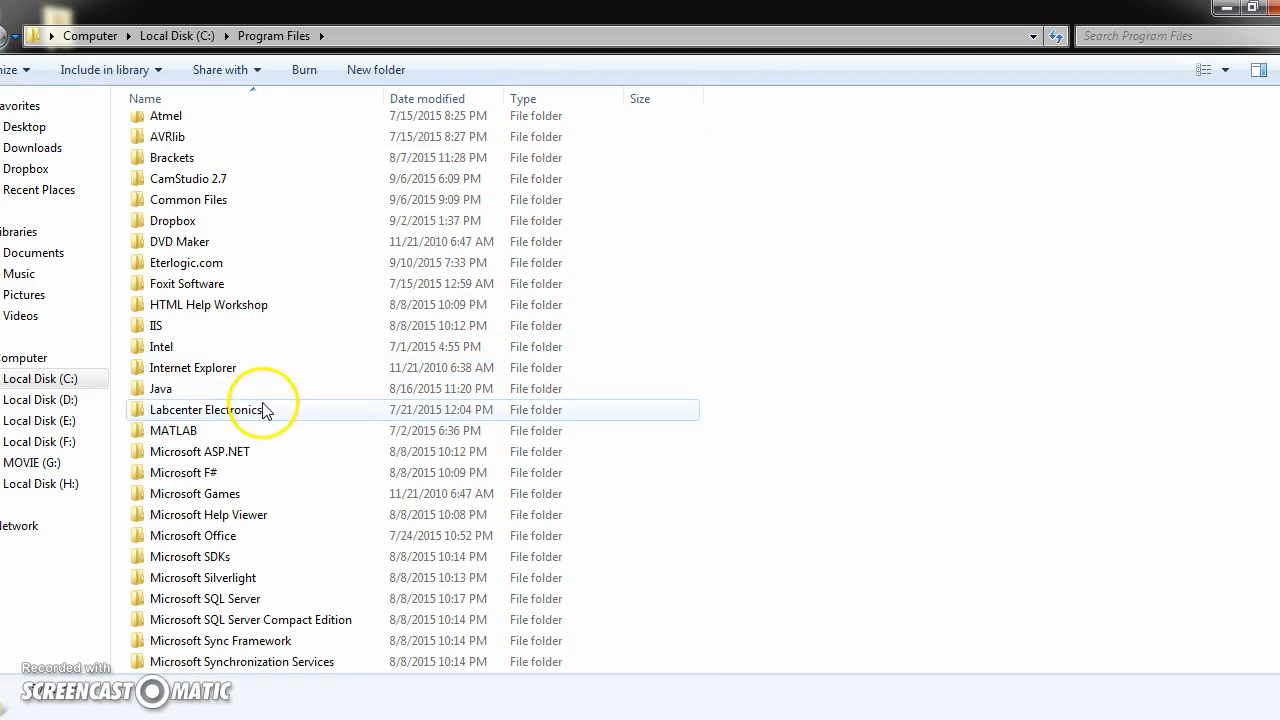 Computer Local Disk (C:) Program Files Search Program Files
nize Include in library Share with Burn New folder
Name Date modified Type Size
avorites
Desktop
Downloads
Dropbox
Recent Places
ibraries
Documents
Music
Pictures
Videos
Computer
Local Disk (C:)
Local Disk (D:)
Local Disk (E:)
Local Disk (F:)
MOVIE (G:)
Local Disk (H:)
etwork
Atmel 7/15/2015 8:25 PM File folder
AVRlib 7/15/2015 8:27 PM File folder
Brackets 8/7/2015 11:28 PM File folder
CamStudio 2.7 9/6/2015 6:09 PM File folder
Common Files 9/6/2015 9:09 PM File folder
Dropbox 9/2/2015 1:37 PM File folder
DVD Maker 11/21/2010 6:47 AM File folder
Eterlogic.com 9/10/2015 7:33 PM File folder
Foxit Software 7/15/2015 12:59 AM File folder
HTML Help Workshop 8/8/2015 10:09 PM File folder
IIS 8/8/2015 10:12 PM File folder
Intel 7/1/2015 4:55 PM File folder
Internet Explorer 11/21/2010 6:38 AM File folder
Java 8/16/2015 11:20 PM File folder
Labcenter Electronics 7/21/2015 12:04 PM File folder
MATLAB 7/2/2015 6:36 PM File folder
Microsoft ASP.NET 8/8/2015 10:12 PM File folder
Microsoft F# 8/8/2015 10:09 PM File folder
Microsoft Games 11/21/2010 6:47 AM File folder
Microsoft Help Viewer 8/8/2015 10:08 PM File folder
Microsoft Office 7/24/2015 10:52 PM File folder
Microsoft SDKs 8/8/2015 10:14 PM File folder
Microsoft Silverlight 8/8/2015 10:13 PM File folder
Microsoft SQL Server 8/8/2015 10:17 PM File folder
Microsoft SQL Server Compact Edition 8/8/2015 10:14 PM File folder
Microsoft Sync Framework 8/8/2015 10:14 PM File folder
Microsoft Synchronization Services 8/8/2015 10:14 PM File folder
Recorded with
SCREENCAST MATIC